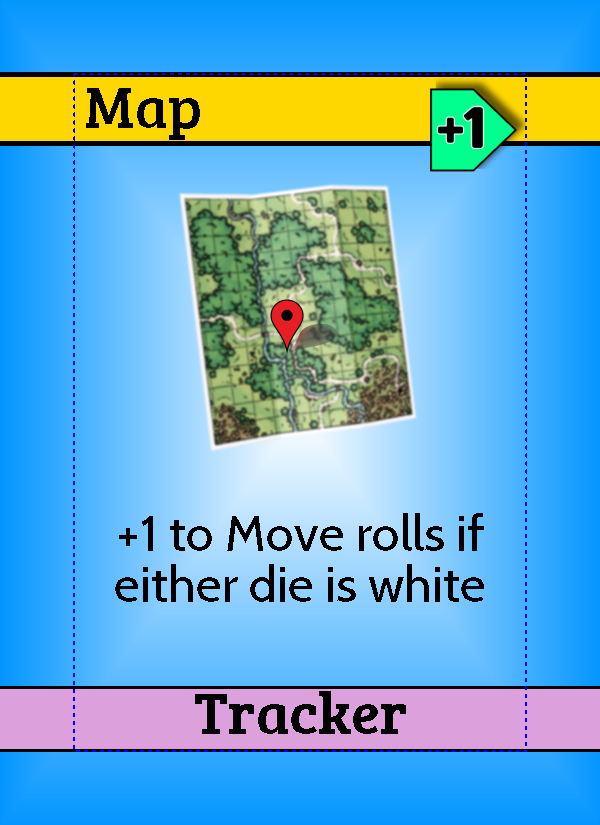 Map
+1
+1 to Move rolls if
either die is white
Tracker